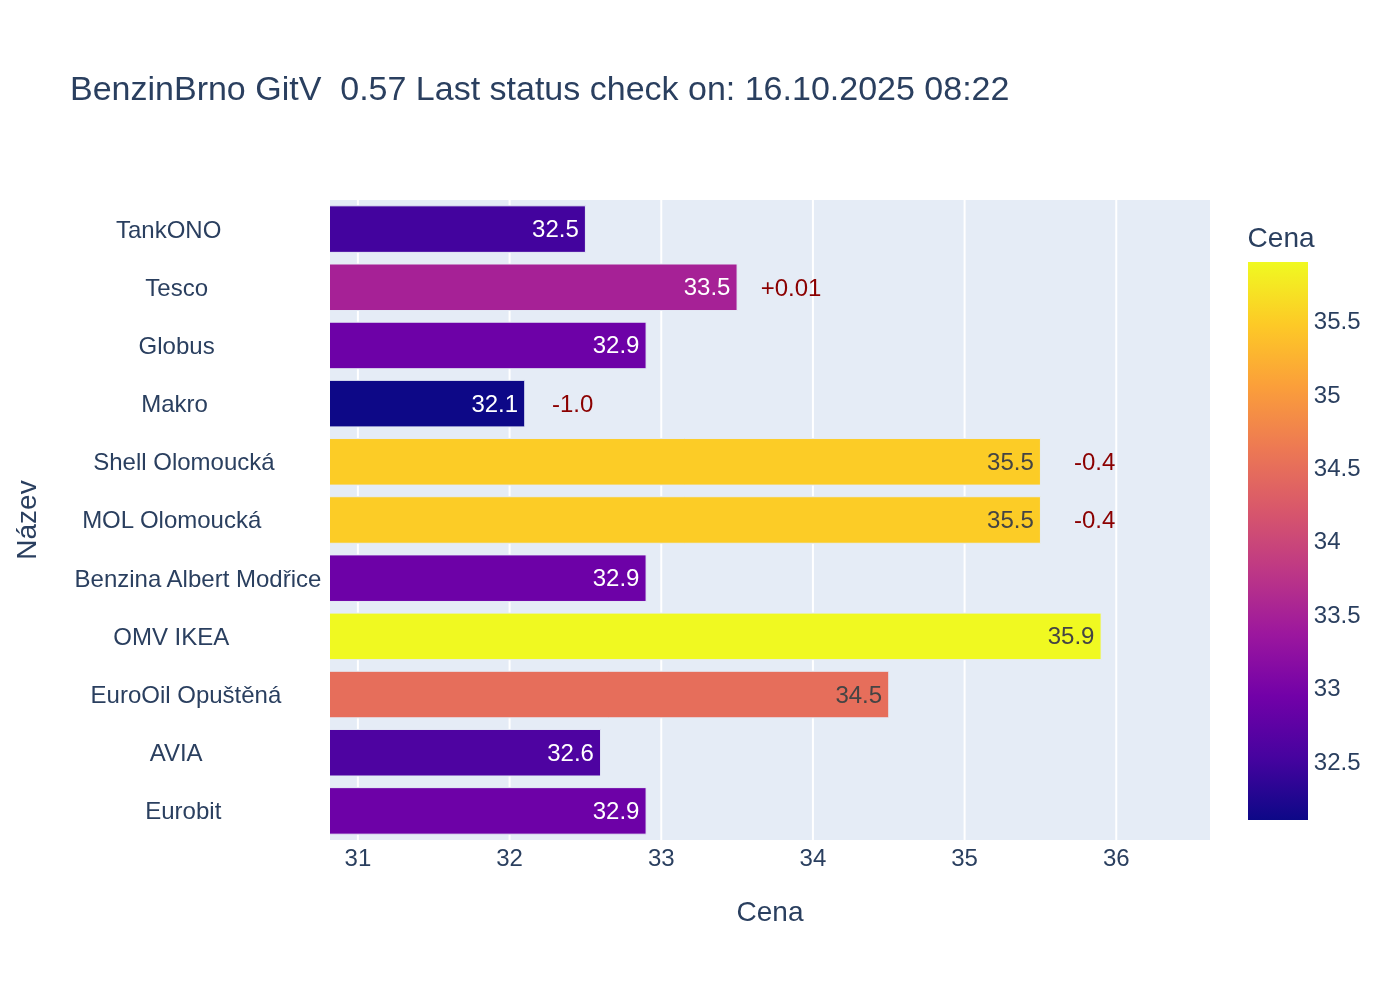 BenzinBrno GitV  0.57 Last status check on: 16.10.2025 08:22
TankONO 32.5
Tesco 33.5 +0.01
Globus 32.9
Makro 32.1 -1.0
Shell Olomoucká 35.5 -0.4
MOL Olomoucká 35.5 -0.4
Benzina Albert Modřice 32.9
OMV IKEA 35.9
EuroOil Opuštěná 34.5
AVIA 32.6
Eurobit 32.9
Název
31 32 33 34 35 36
Cena
Cena
35.5
35
34.5
34
33.5
33
32.5